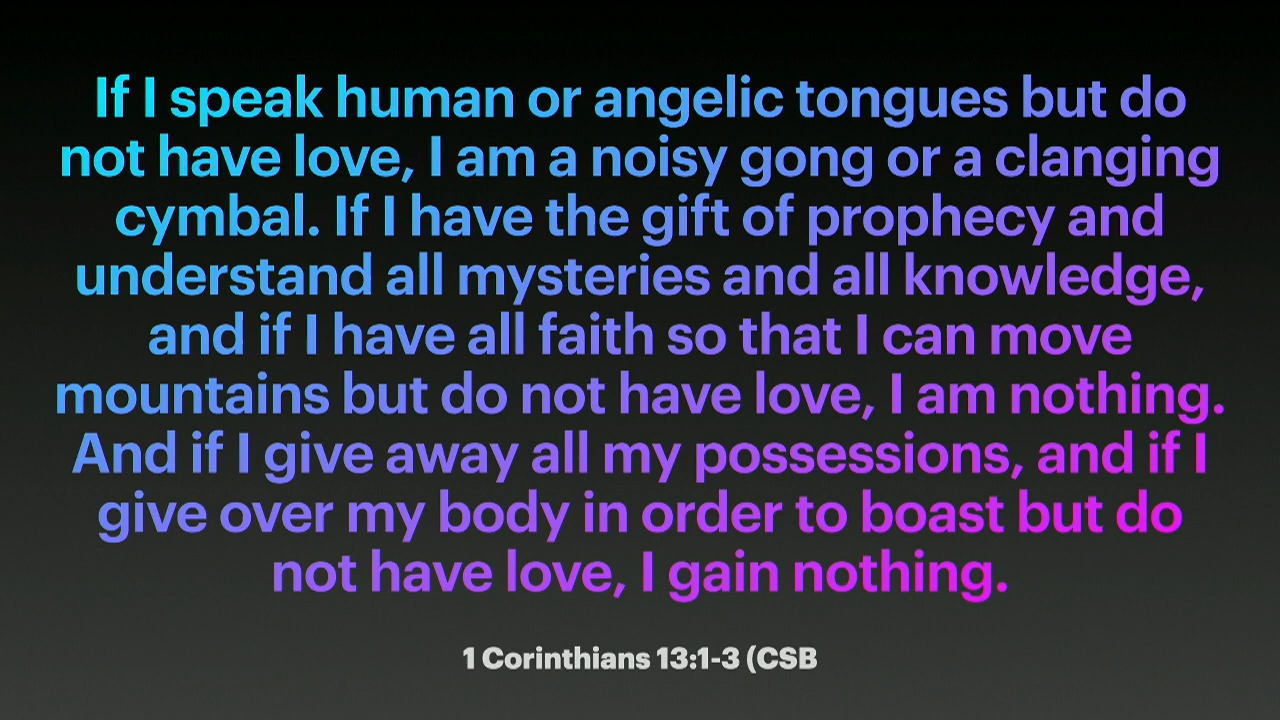 If I speak human or angelic tongues but do
not have love, I am a noisy gong or a clanging
cymbal. If I have the gift of prophecy and
understand all mysteries and all knowledge,
and if I have all faith so that I can move
mountains but do not have love, I am nothing.
And if I give away all my possessions, and if I
give over my body in order to boast but do
not have love, I gain nothing.
1 Corinthians 13:1-3 (CSB